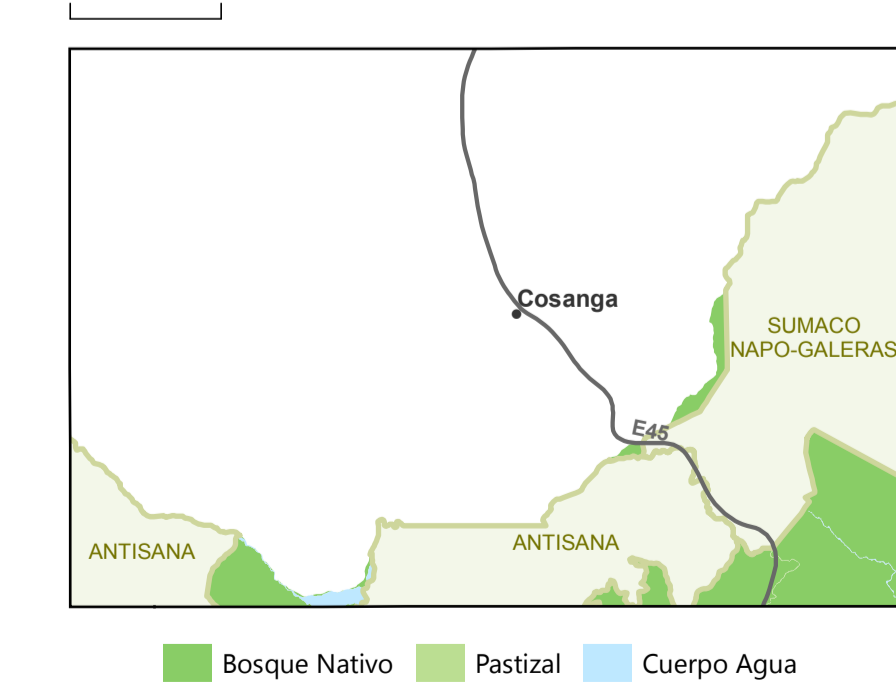 Cosanga
SUMACO
NAPO-GALERAS
E45
ANTISANA
ANTISANA
Bosque Nativo
Pastizal
Cuerpo Agua